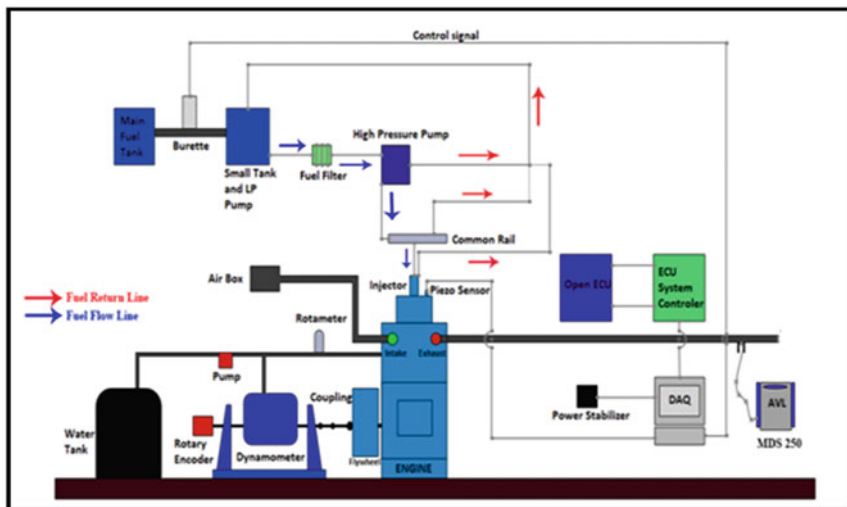 Control signal
Main
Fuel
Tank
Burette
Small Tank
and LP
Pump
Fuel Filter
High Pressure Pump
Common Rail
Air Box
Injector
Piezo Sensor
Open ECU
ECU
System
Controler
Fuel Return Line
Fuel Flow Line
Rotameter
Intake
Exhaust
Pump
Coupling
Water
Tank
Rotary
Encoder
Dynamometer
Flywheel
ENGINE
Power Stabilizer
DAQ
AVL
MDS 250